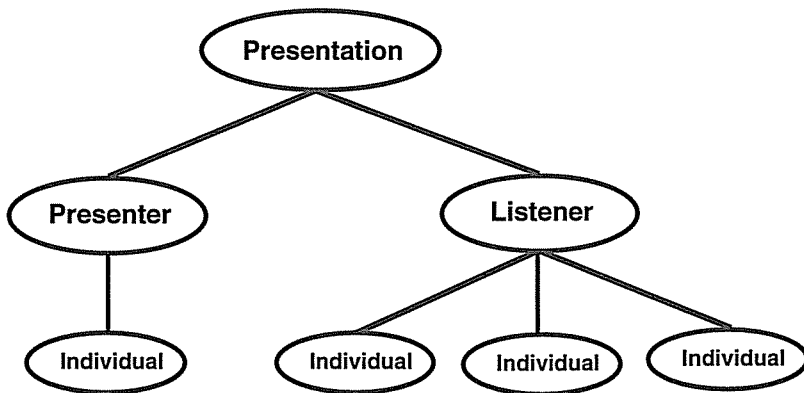 Presentation
Presenter
Listener
Individual
Individual
Individual
Individual